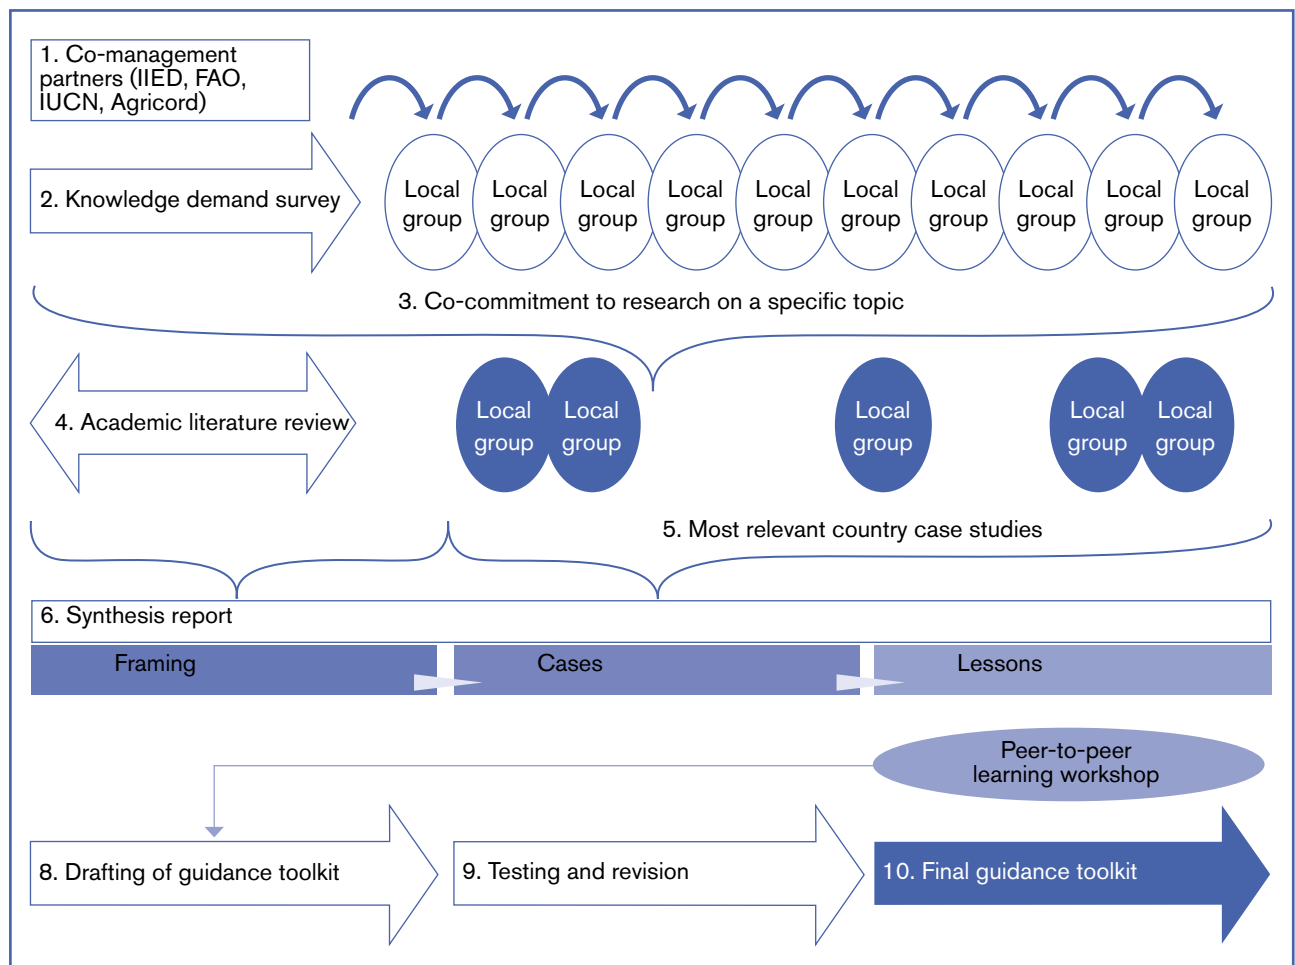 1. Co-management
partners (IIED, FAO,
IUCN, Agricord)
2. Knowledge demand survey
Local
group
Local
group
Local
group
Local
group
Local
group
Local
group
Local
group
Local
group
Local
group
Local
group
3. Co-commitment to research on a specific topic
4. Academic literature review
Local
group
Local
group
Local
group
Local
group
Local
group
5. Most relevant country case studies
6. Synthesis report
Framing
Cases
Lessons
Peer-to-peer
learning workshop
8. Drafting of guidance toolkit
9. Testing and revision
10. Final guidance toolkit